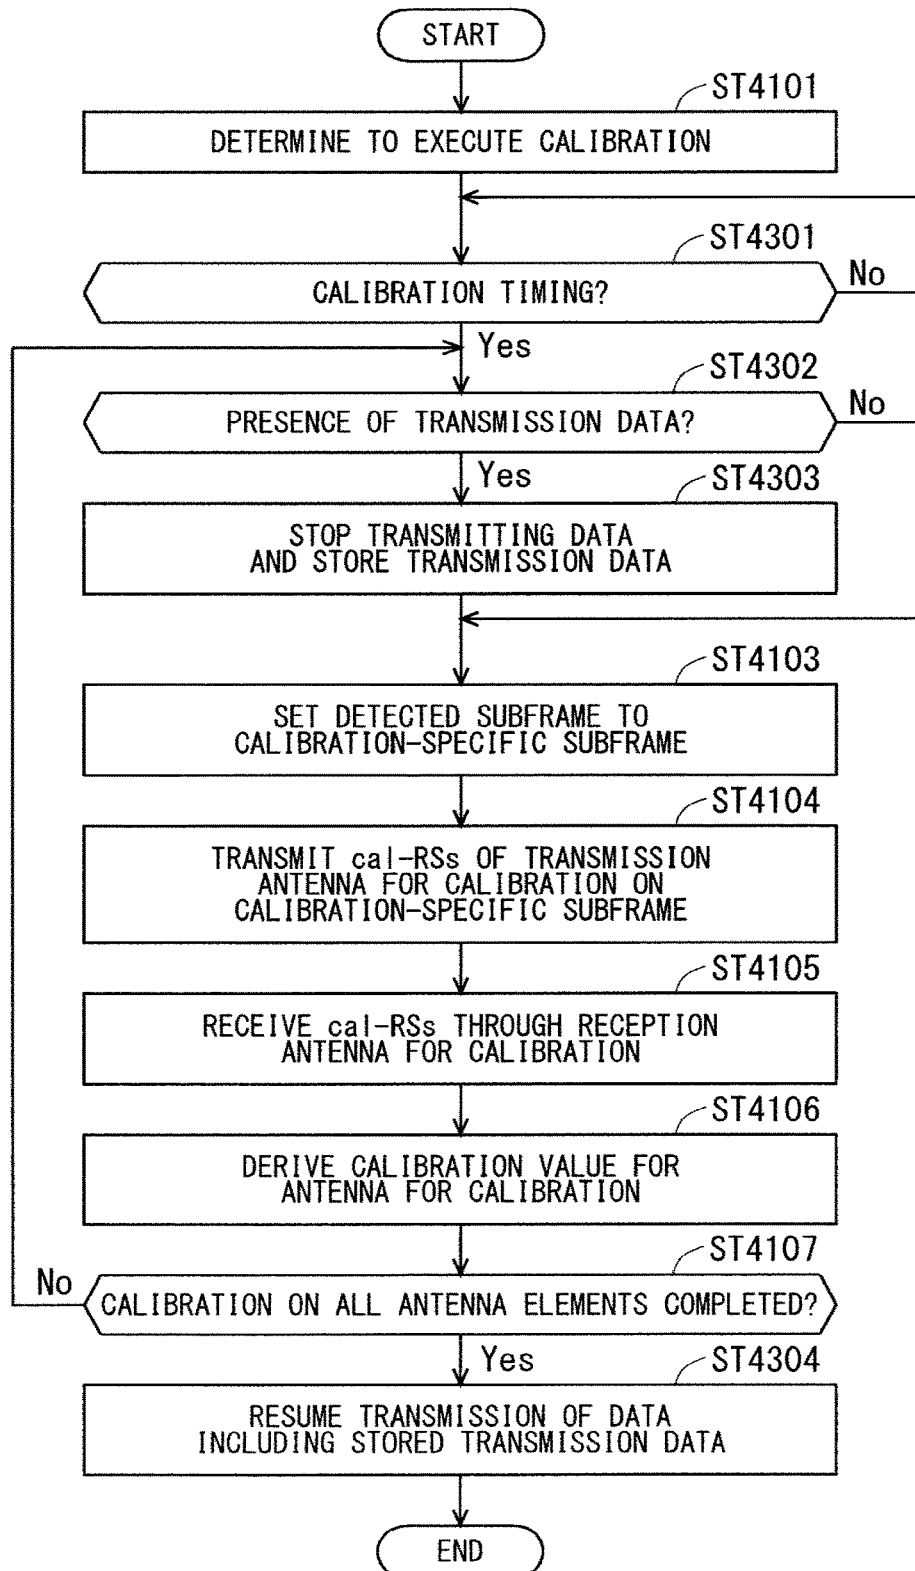 START
ST4101
DETERMINE TO EXECUTE CALIBRATION
ST4301
CALIBRATION TIMING?
No
Yes
ST4302
PRESENCE OF TRANSMISSION DATA?
No
Yes
ST4303
STOP TRANSMITTING DATA
AND STORE TRANSMISSION DATA
ST4103
SET DETECTED SUBFRAME TO
CALIBRATION-SPECIFIC SUBFRAME
ST4104
TRANSMIT cal-RSs OF TRANSMISSION
ANTENNA FOR CALIBRATION ON
CALIBRATION-SPECIFIC SUBFRAME
ST4105
RECEIVE cal-RSs THROUGH RECEPTION
ANTENNA FOR CALIBRATION
ST4106
DERIVE CALIBRATION VALUE FOR
ANTENNA FOR CALIBRATION
ST4107
No
CALIBRATION ON ALL ANTENNA ELEMENTS COMPLETED?
Yes
ST4304
RESUME TRANSMISSION OF DATA
INCLUDING STORED TRANSMISSION DATA
END